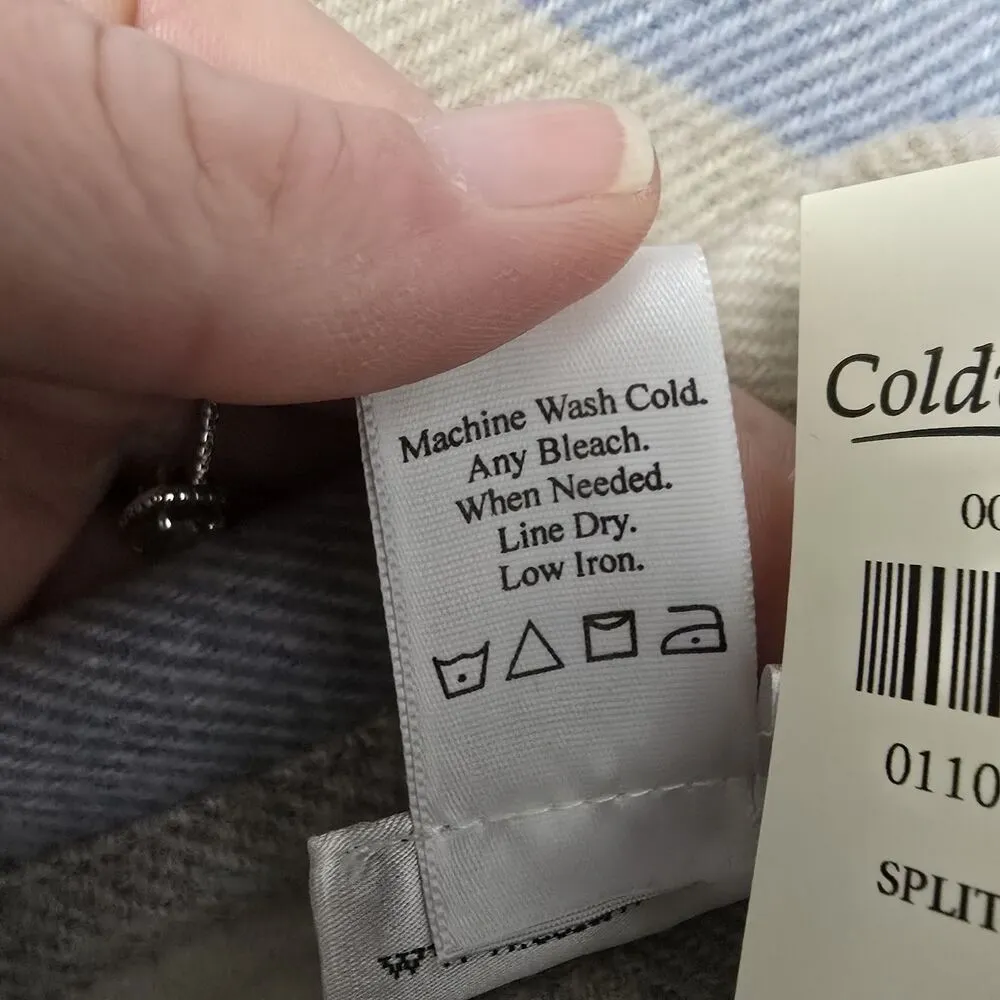 Machine Wash Cold.
Any Bleach.
When Needed.
Line Dry.
Low Iron.
Cold
00
0110
SPLIT